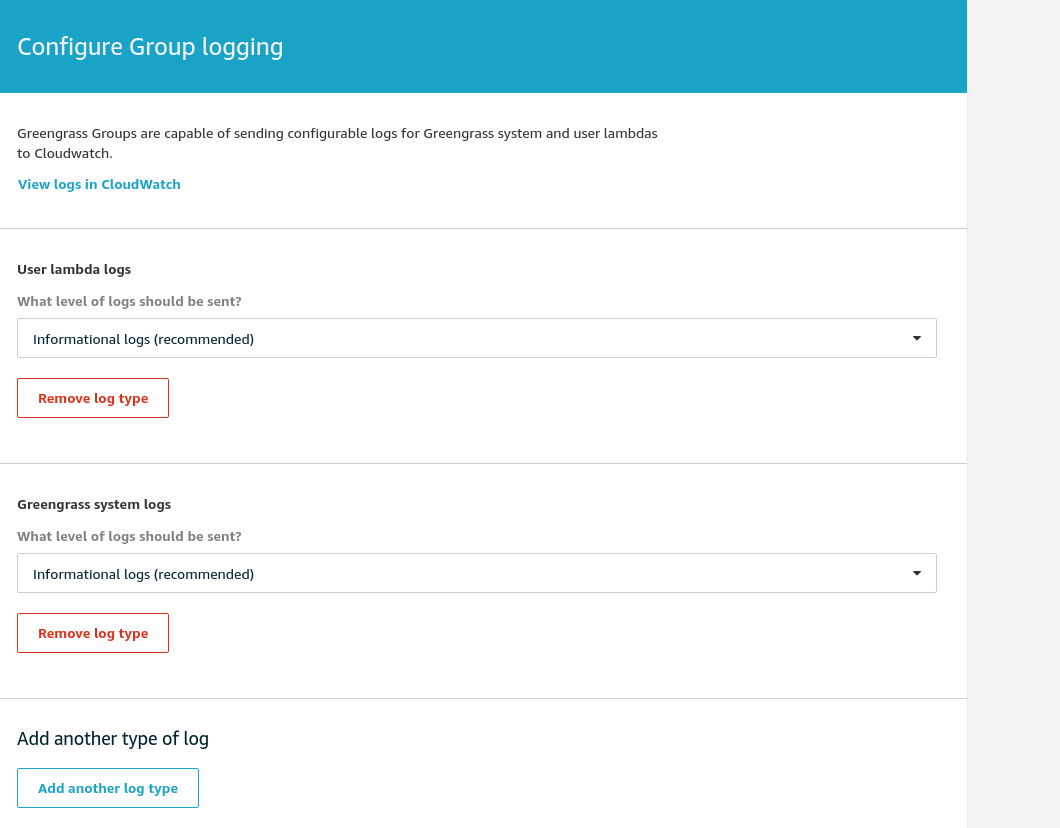 Configure Group logging
Greengrass Groups are capable of sending configurable logs for Greengrass system and user lambdas
to Cloudwatch.
View logs in CloudWatch
User lambda logs
What level of logs should be sent?
Informational logs (recommended)
Remove log type
Greengrass system logs
What level of logs should be sent?
Informational logs (recommended)
Remove log type
Add another type of log
Add another log type